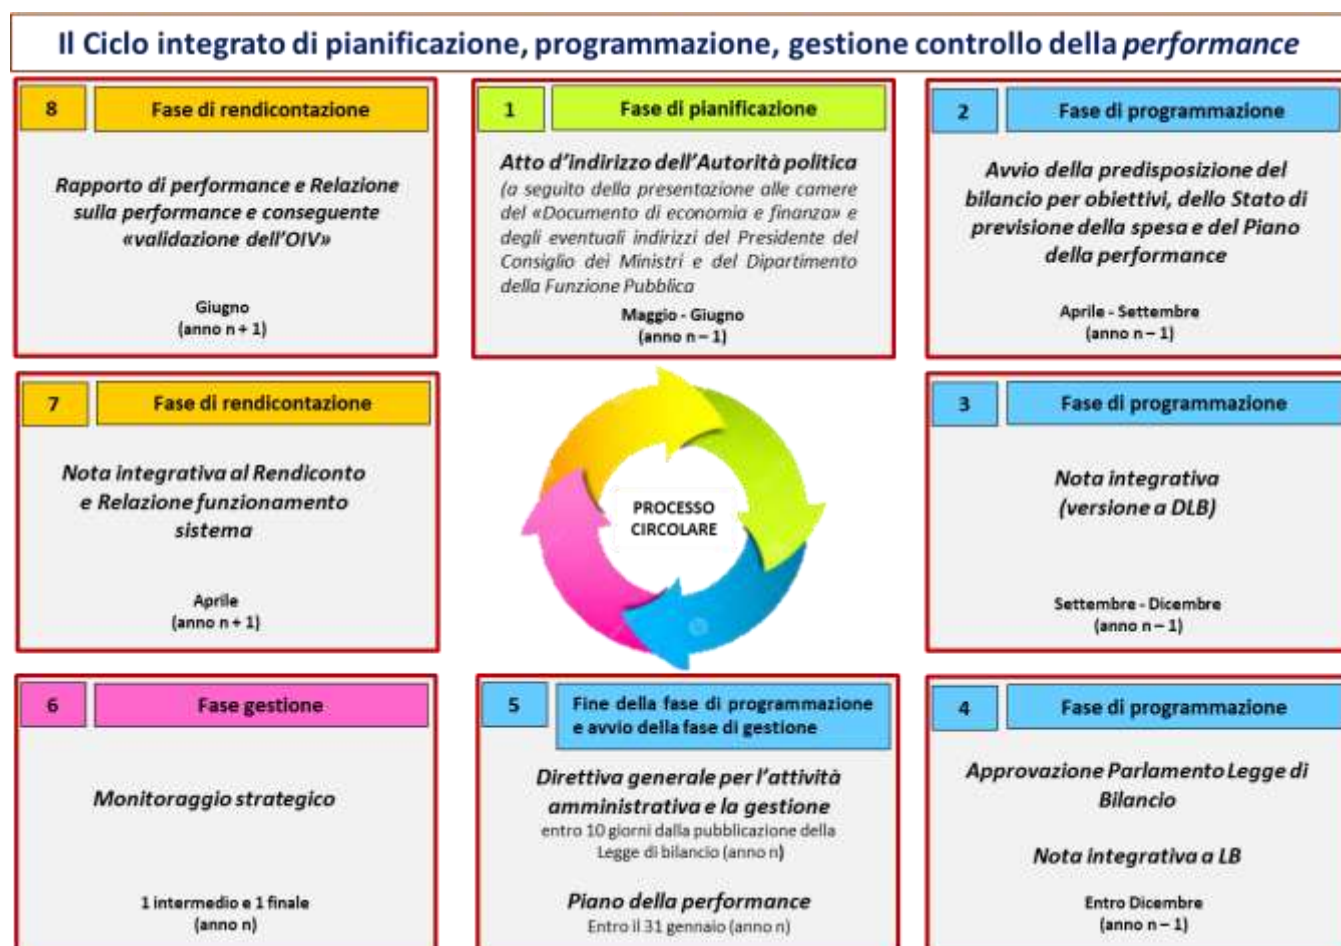 Il Ciclo integrato di pianificazione, programmazione, gestione controllo della performance
8
Fase di rendicontazione
Rapporto di performance e Relazione
sulla performance e conseguente
«validazione dell’OIV»
Giugno
(anno n + 1)
1
Fase di pianificazione
Atto d’indirizzo dell’Autorità politica
(a seguito della presentazione alle camere
del «Documento di economia e finanza» e
degli eventuali indirizzi del Presidente del
Consiglio dei Ministri e del Dipartimento
della Funzione Pubblica
Maggio - Giugno
(anno n – 1)
2
Fase di programmazione
Avvio della predisposizione del
bilancio per obiettivi, dello Stato di
previsione della spesa e del Piano
della performance
Aprile - Settembre
(anno n – 1)
7
Fase di rendicontazione
Nota integrativa al Rendiconto
e Relazione funzionamento
sistema
Aprile
(anno n + 1)
PROCESSO
CIRCOLARE
3
Fase di programmazione
Nota integrativa
(versione a DLB)
Settembre - Dicembre
(anno n – 1)
6
Fase gestione
Monitoraggio strategico
1 intermedio e 1 finale
(anno n)
5
Fine della fase di programmazione
e avvio della fase di gestione
Direttiva generale per l’attività
amministrativa e la gestione
entro 10 giorni dalla pubblicazione della
Legge di bilancio (anno n)
Piano della performance
Entro il 31 gennaio (anno n)
4
Fase di programmazione
Approvazione Parlamento Legge di
Bilancio
Nota integrativa a LB
Entro Dicembre
(anno n – 1)